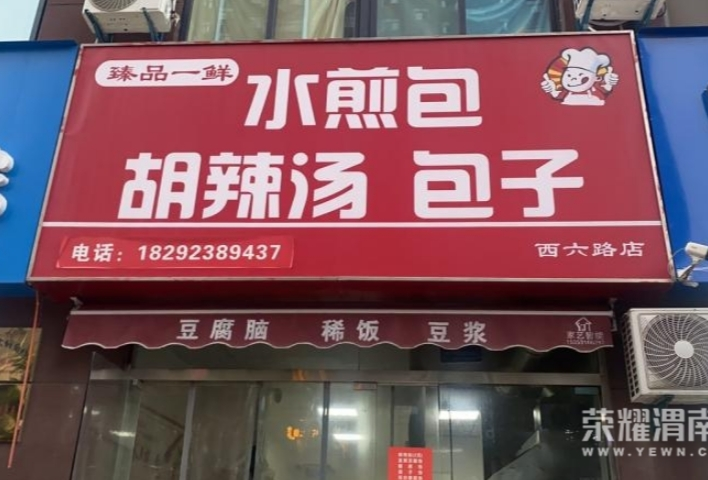 臻品一鲜
水煎包
胡辣汤 包子
电话：18292389437
西六路店
豆腐脑 稀饭 豆浆
荣耀渭南
WWW.YEWN.C